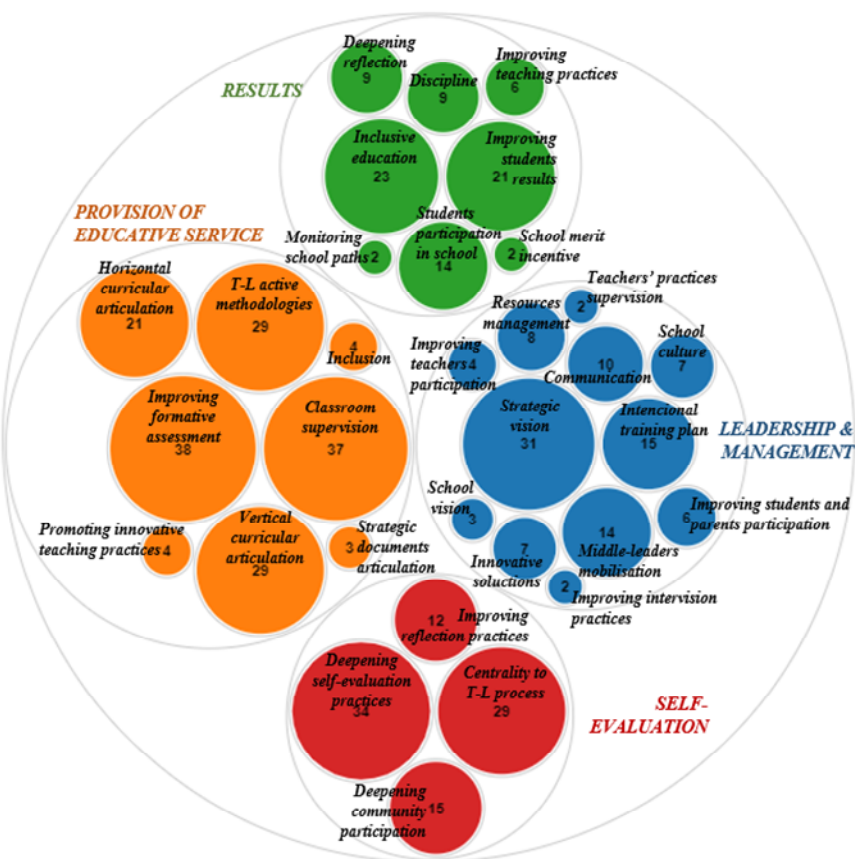 Deepening
reflection
9
Discipline
9
Improving
teaching practices
6
RESULTS
Inclusive
education
23
Improving
students
21 results
Students
participation
in school
14
Monitoring
school paths 2
School merit
2 incentive
PROVISION OF
EDUCATIVE SERVICE
Horizontal
curricular
articulation
21
T-L active
methodologies
29
4
Inclusion
Improving
formative
assessment
38
Classroom
supervision
37
Promoting innovative
teaching practices 4
Vertical
curricular
articulation
29
Strategic
3 documents
articulation
Teachers' practices
2 supervision
Resources
management
8
Improving
teachers 4
participation
10
Communication
School
culture
7
Strategic
vision
31
Intencional
training plan
15
LEADERSHIP &
MANAGEMENT
School
vision
3
7
Innovative
soluctions
14
Middle-leaders
mobilisation
Improving students and
6 parents participation
2
Improving intervision
practices
12 Improving
reflection practices
Deepening
self-evaluation
practices
34
Centrality to
T-L process
29
SELF-
EVALUATION
Deepening
community 15
participation